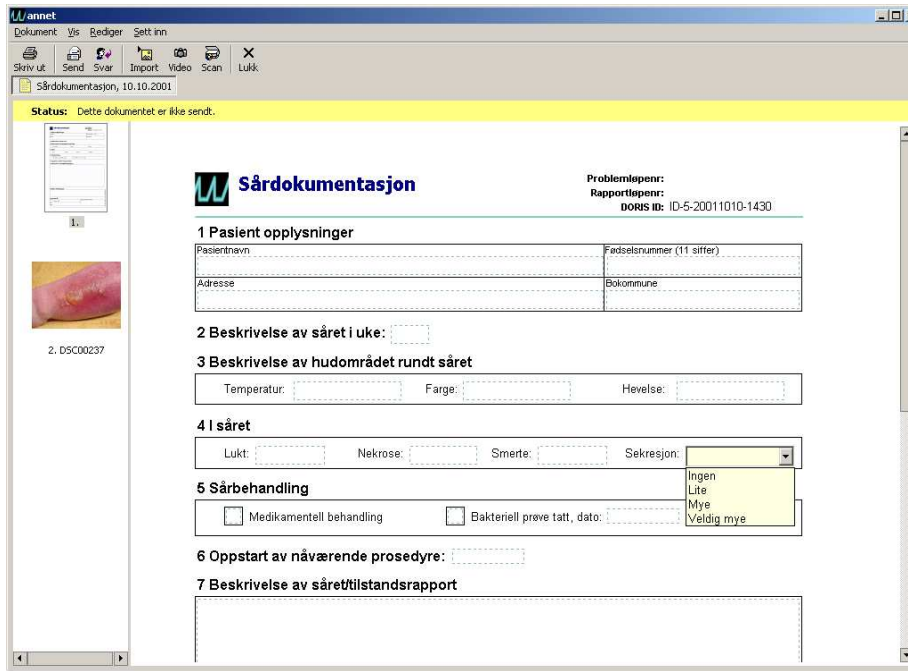 annet
Dokument Vis Rediger Sett inn
Skriv ut Send Svar Import Video Scan Lukk
Sårdokumentasjon, 10.10.2001
Status: Dette dokumentet er ikke sendt.
1.
2. DSC00237
Sårdokumentasjon
Problemløpenr:
Rapportløpenr:
DORIS ID: ID-5-20011010-1430
1 Pasient opplysninger
Pasientnavn Fødselsnummer (11 siffer)
Adresse Bokommune
2 Beskrivelse av såret i uke:
3 Beskrivelse av hudområdet rundt såret
Temperatur: Farge: Hevelse:
4 I såret
Lukt: Nekrose: Smerte: Sekresjon:
Ingen
Lite
Mye
Veldig mye
5 Sårbehandling
Medikamentell behandling Bakteriell prøve tatt, dato:
6 Oppstart av nåværende prosedyre:
7 Beskrivelse av såret/tilstandsrapport